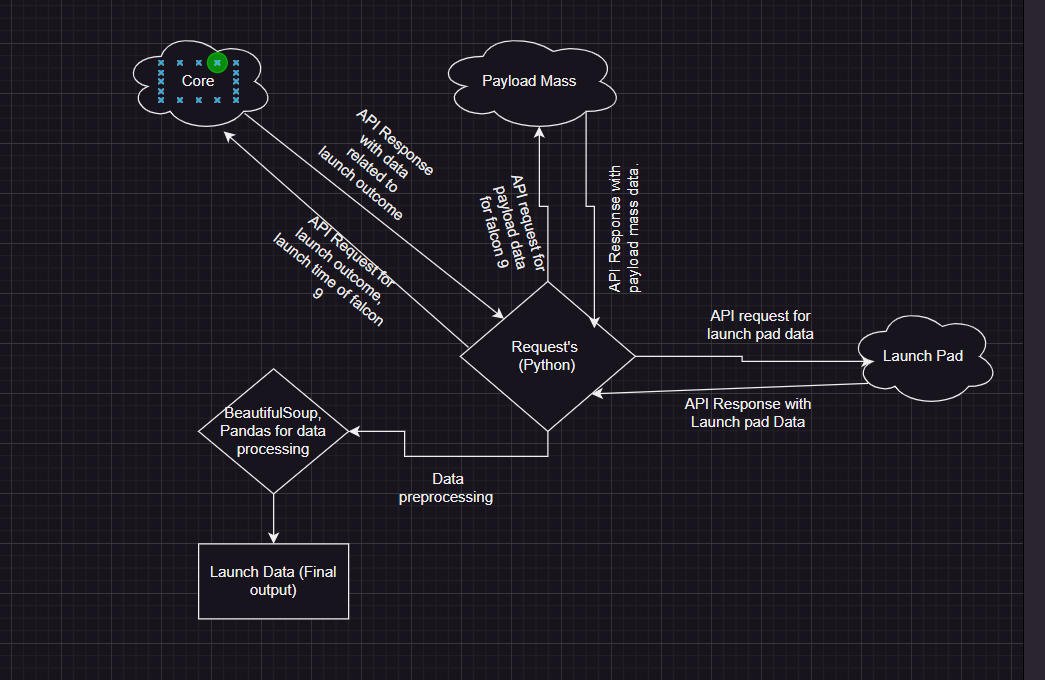 Core
Payload Mass
API Response
with data
related to
launch outcome
API Request for
launch outcome,
launch time of falcon
9
API request for
payload data
for falcon 9
API Response with
payload mass data.
Request's
(Python)
API request for
launch pad data
Launch Pad
API Response with
Launch pad Data
BeautifulSoup,
Pandas for data
processing
Data
preprocessing
Launch Data (Final
output)